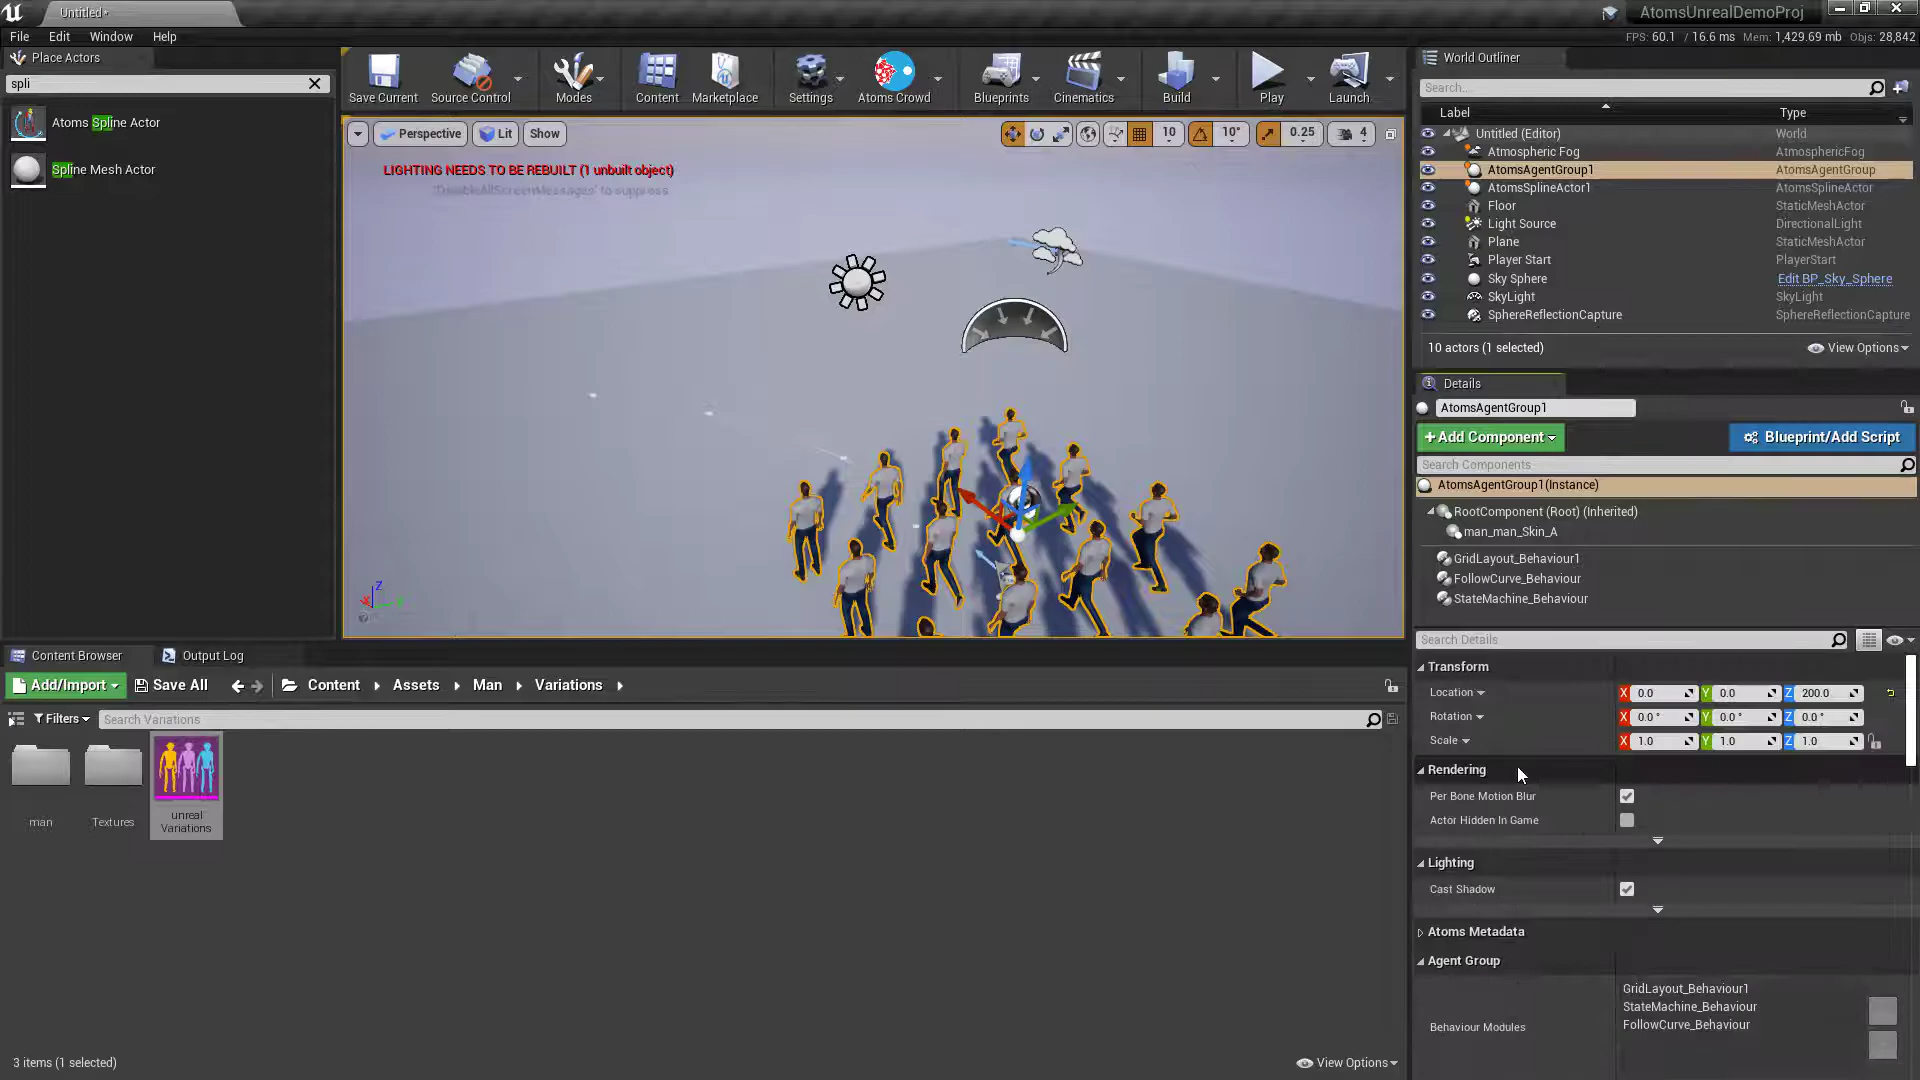 Untitled*
AtomsUnrealDemoProj
File Edit Window Help
FPS: 60.1 / 16.6 ms Mem: 1,429.69 mb Objs: 28,842
Place Actors
spli
Atoms Spline Actor
Spline Mesh Actor
Save Current
Source Control
Modes
Content
Marketplace
Settings
Atoms Crowd
Blueprints
Cinematics
Build
Play
Launch
Perspective
Lit
Show
10
10°
0.25
4
LIGHTING NEEDS TO BE REBUILT (1 unbuilt object)
'DisableAllScreenMessages' to suppress
Z
World Outliner
Search...
Label Type
Untitled (Editor) World
Atmospheric Fog AtmosphericFog
AtomsAgentGroup1 AtomsAgentGroup
AtomsSplineActor1 AtomsSplineActor
Floor StaticMeshActor
Light Source DirectionalLight
Plane StaticMeshActor
Player Start PlayerStart
Sky Sphere Edit BP_Sky_Sphere
SkyLight SkyLight
SphereReflectionCapture SphereReflectionCapture
10 actors (1 selected)
View Options
Details
AtomsAgentGroup1
+Add Component
Blueprint/Add Script
Search Components
AtomsAgentGroup1(Instance)
RootComponent (Root) (Inherited)
man_man_Skin_A
GridLayout_Behaviour1
FollowCurve_Behaviour
StateMachine_Behaviour
Search Details
Transform
Location X 0.0 Y 0.0 Z 200.0
Rotation X 0.0 ° Y 0.0 ° Z 0.0 °
Scale X 1.0 Y 1.0 Z 1.0
Rendering
Per Bone Motion Blur
Actor Hidden In Game
Lighting
Cast Shadow
Atoms Metadata
Agent Group
Behaviour Modules
GridLayout_Behaviour1
StateMachine_Behaviour
FollowCurve_Behaviour
Content Browser
Output Log
Add/Import
Save All
Content
Assets
Man
Variations
Filters
Search Variations
man
Textures
unreal
Variations
3 items (1 selected)
View Options